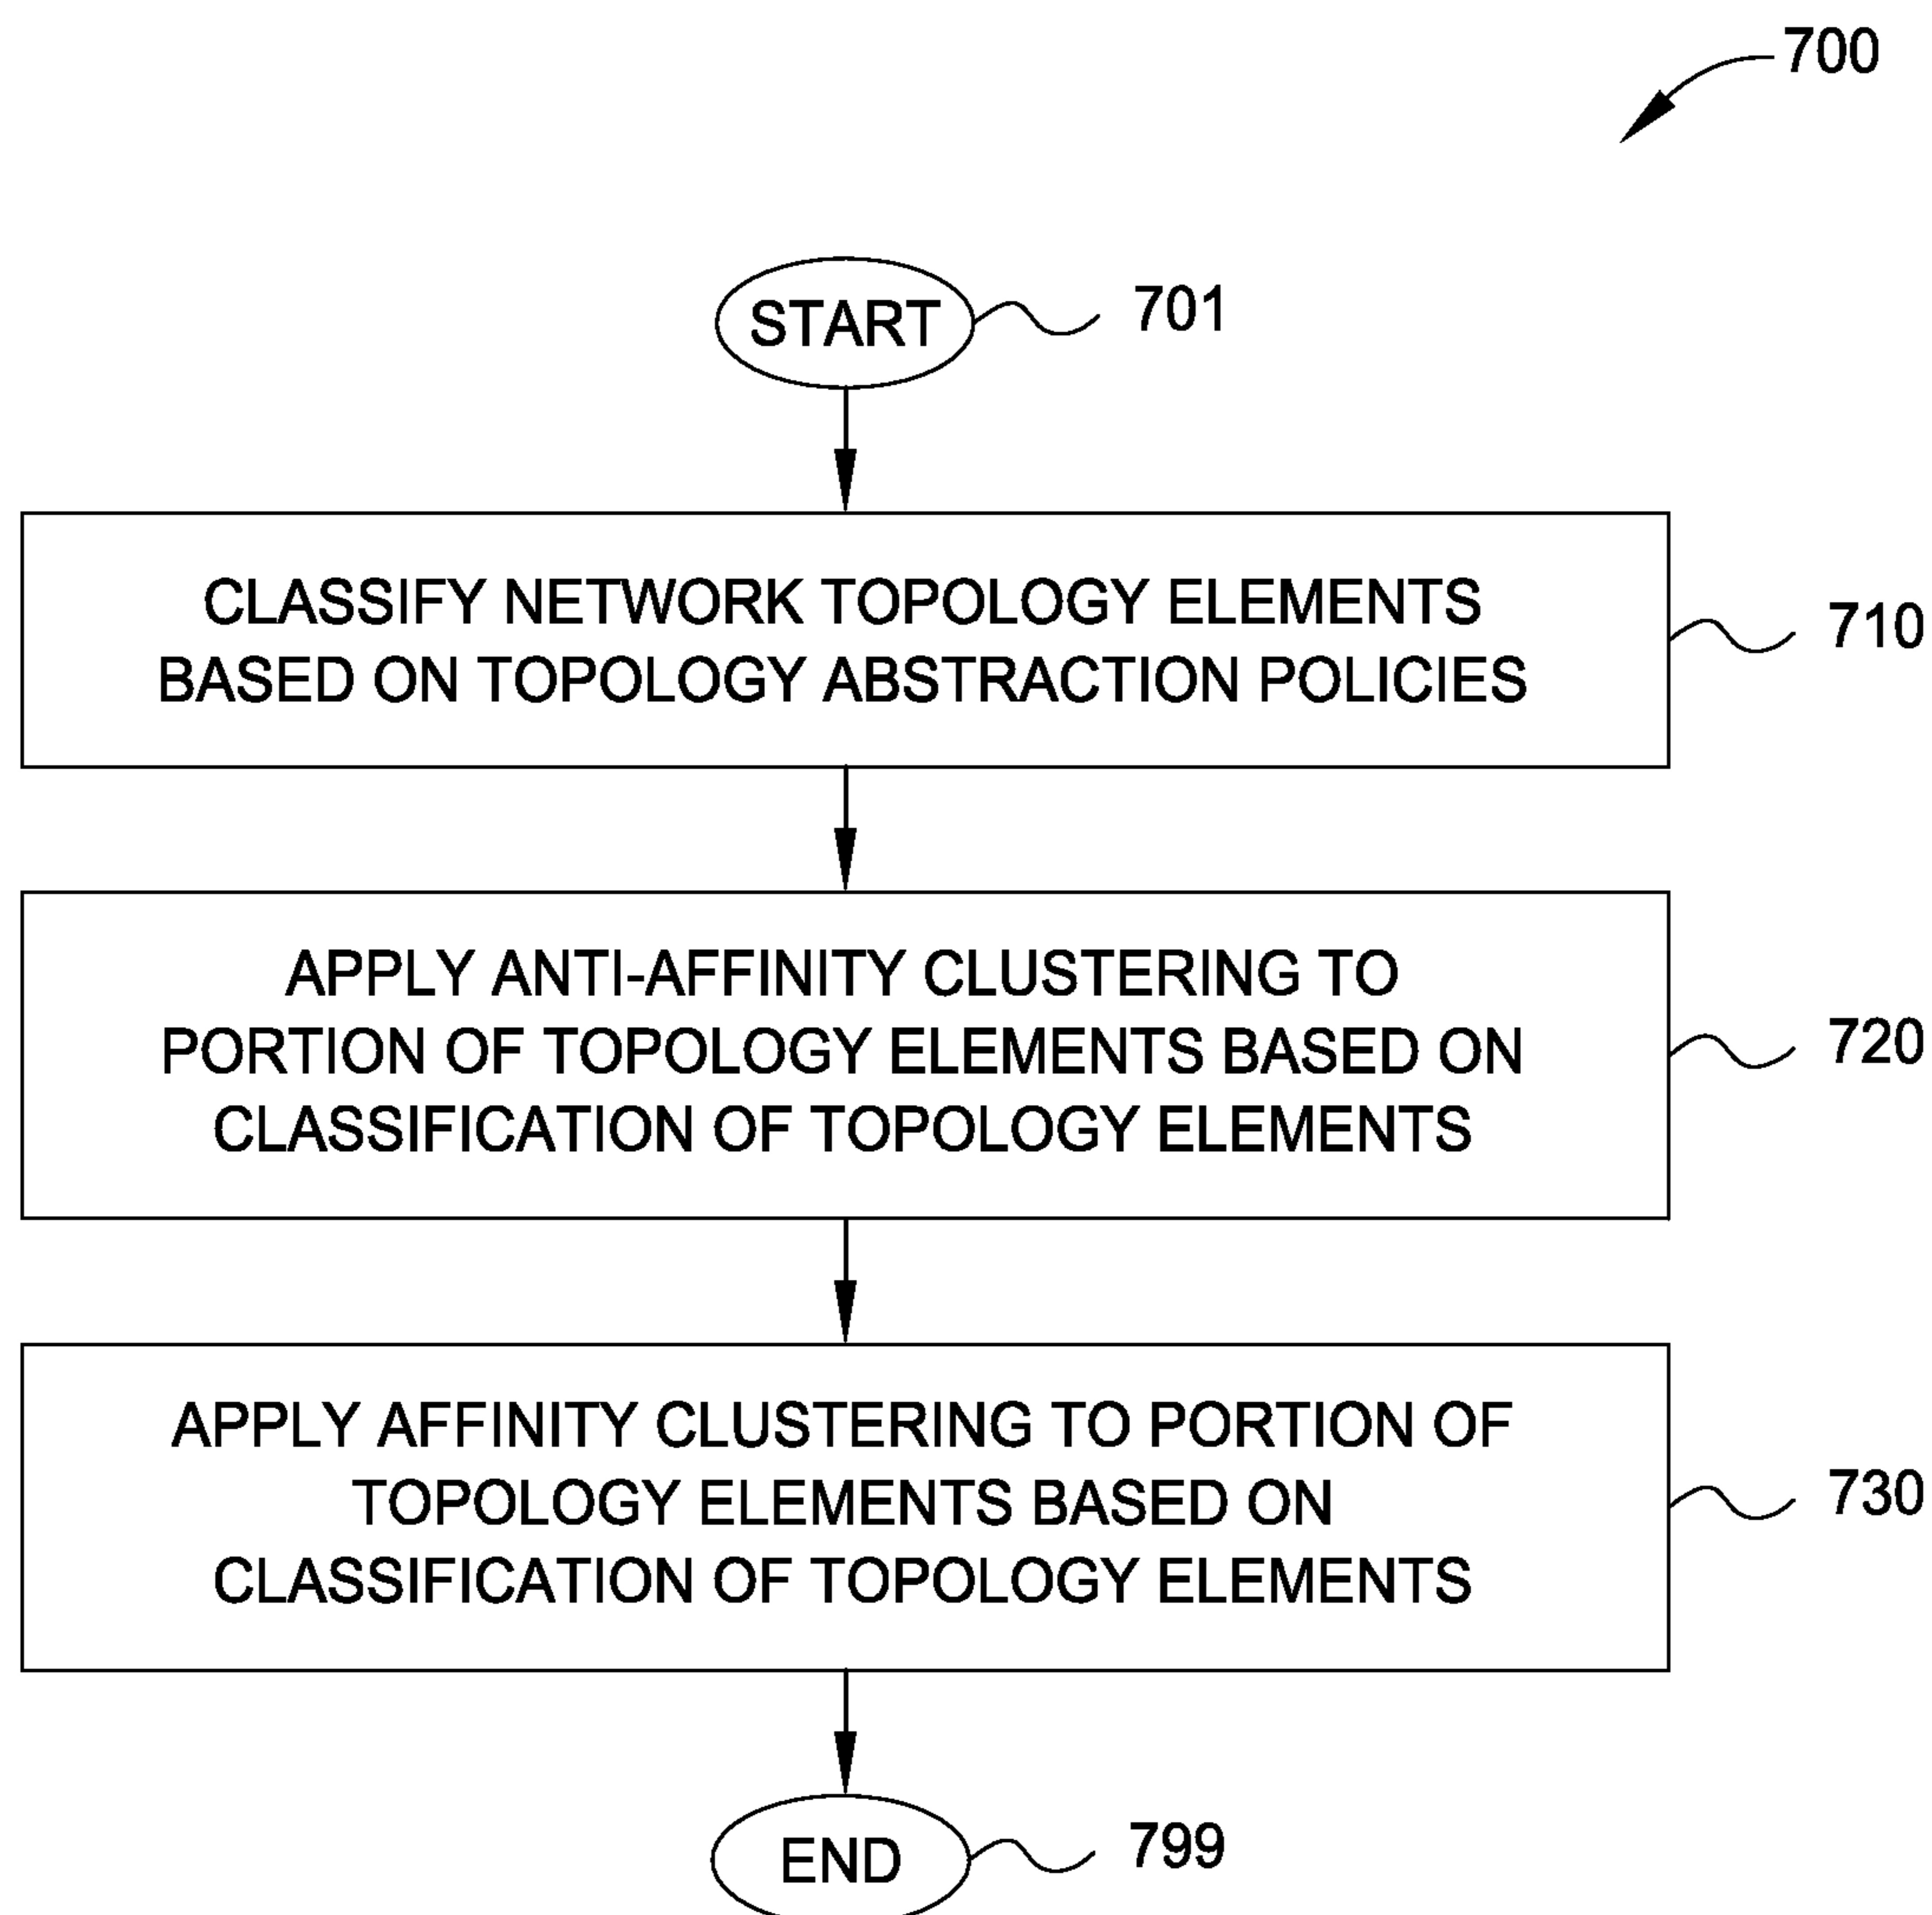 700
START
701
CLASSIFY NETWORK TOPOLOGY ELEMENTS
BASED ON TOPOLOGY ABSTRACTION POLICIES
710
APPLY ANTI-AFFINITY CLUSTERING TO
PORTION OF TOPOLOGY ELEMENTS BASED ON
CLASSIFICATION OF TOPOLOGY ELEMENTS
720
APPLY AFFINITY CLUSTERING TO PORTION OF
TOPOLOGY ELEMENTS BASED ON
CLASSIFICATION OF TOPOLOGY ELEMENTS
730
END
799